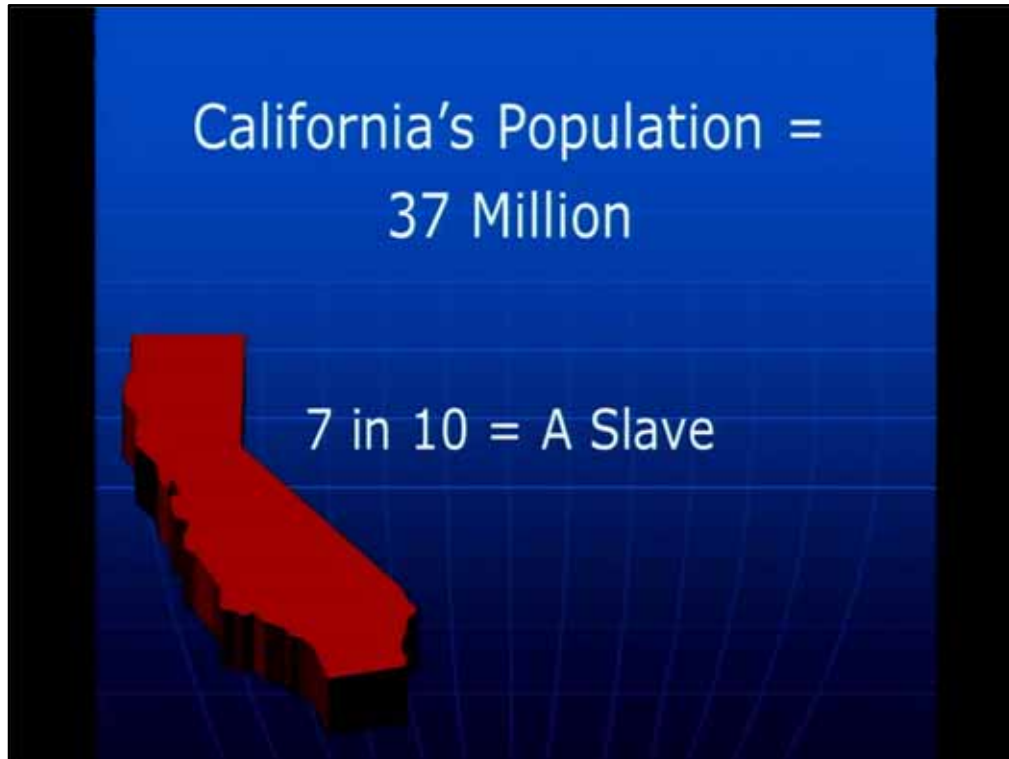 California’s Population =
37 Million
7 in 10 = A Slave